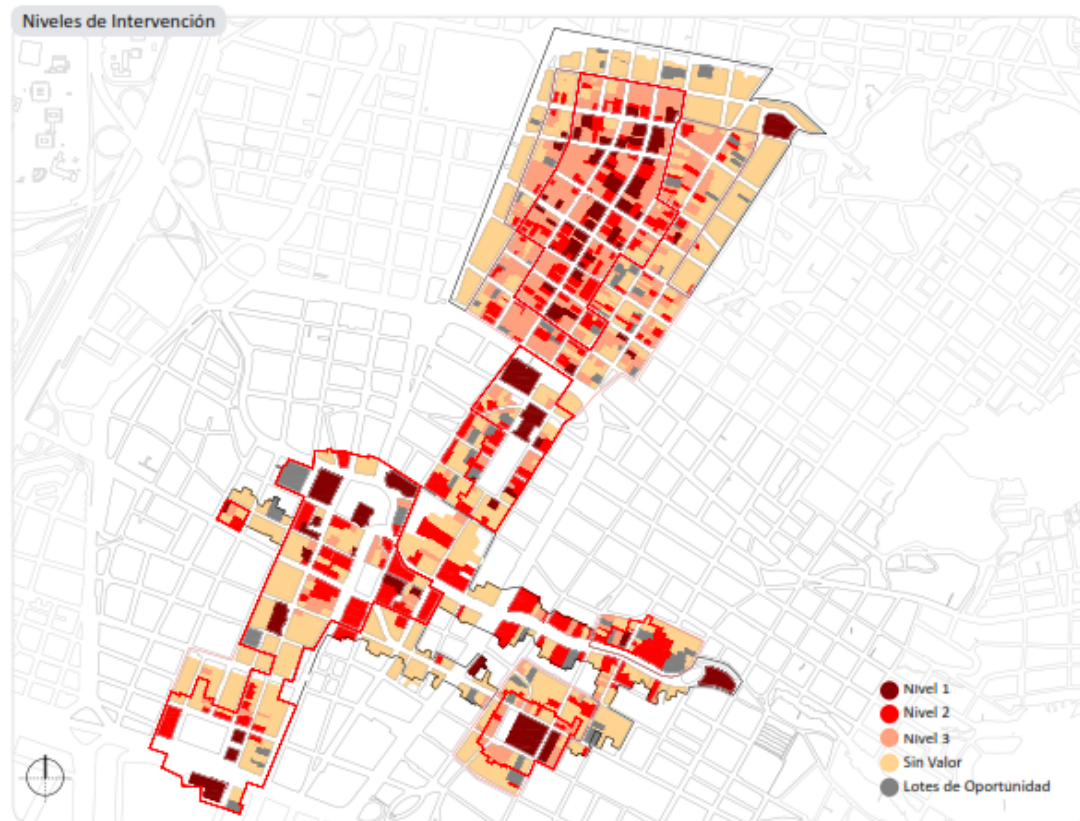 Niveles de Intervención
Nivel 1
Nivel 2
Nivel 3
Sin Valor
Lotes de Oportunidad